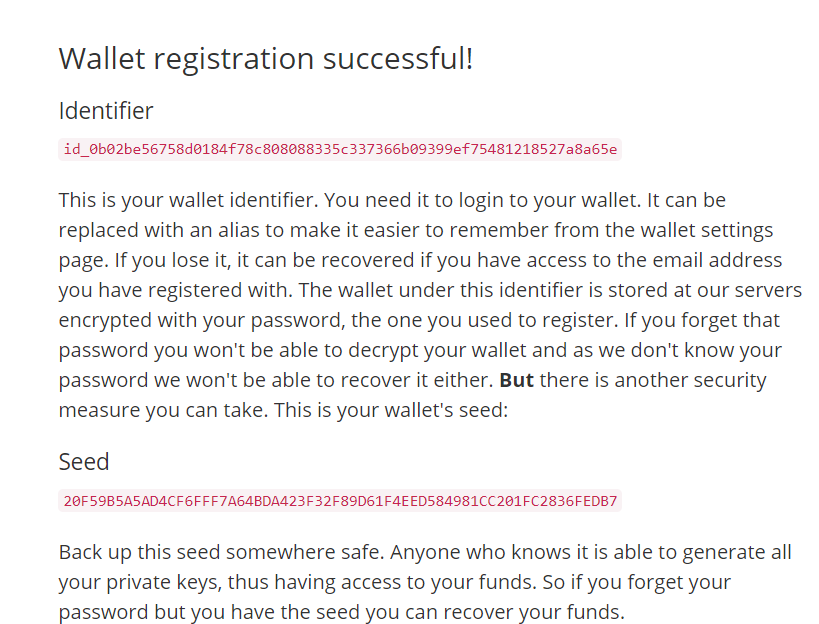 Wallet registration successful!
Identifier
id_0b02be56758d0184f78c808088335c337366b09399ef75481218527a8a65e
This is your wallet identifier. You need it to login to your wallet. It can be
replaced with an alias to make it easier to remember from the wallet settings
page. If you lose it, it can be recovered if you have access to the email address
you have registered with. The wallet under this identifier is stored at our servers
encrypted with your password, the one you used to register. If you forget that
password you won't be able to decrypt your wallet and as we don't know your
password we won't be able to recover it either. But there is another security
measure you can take. This is your wallet's seed:
Seed
20F59B5A5AD4CF6FFF7A64BDA423F32F89D61F4EED584981CC201FC2836FEDB7
Back up this seed somewhere safe. Anyone who knows it is able to generate all
your private keys, thus having access to your funds. So if you forget your
password but you have the seed you can recover your funds.